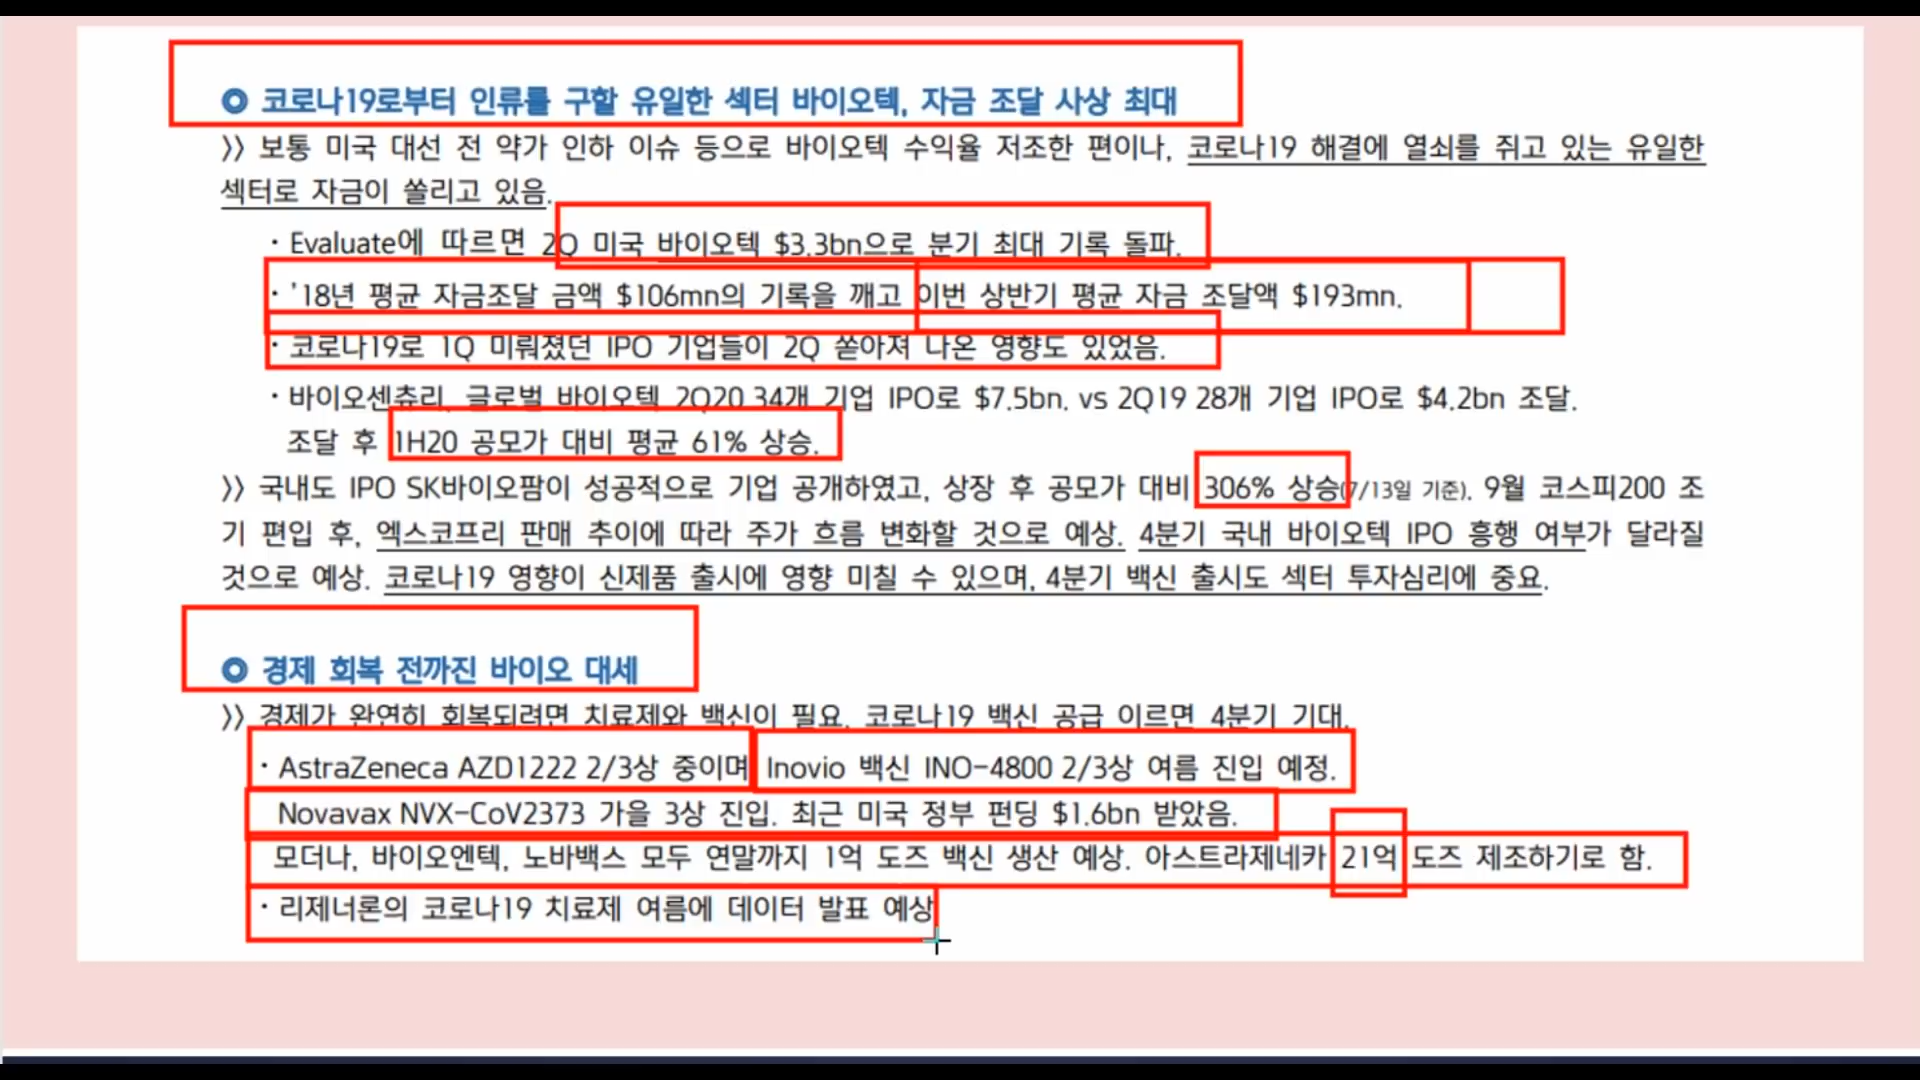 ◎ 코로나19로부터 인류를 구할 유일한 섹터 바이오텍, 자금 조달 사상 최대
》 보통 미국 대선 전 약가 인하 이슈 등으로 바이오텍 수익율 저조한 편이나, 코로나19 해결에 열쇠를 쥐고 있는 유일한
섹터로 자금이 쏠리고 있음.
· Evaluate에 따르면 2Q 미국 바이오텍 $3.3bn으로 분기 최대 기록 돌파.
· '18년 평균 자금조달 금액 $106mn의 기록을 깨고 이번 상반기 평균 자금 조달액 $193mn.
· 코로나19로 1Q 미뤄졌던 IPO 기업들이 2Q 쏟아져 나온 영향도 있었음.
· 바이오센츄리, 글로벌 바이오텍 2Q20 34개 기업 IPO로 $7.5bn, vs 2Q19 28개 기업 IPO로 $4.2bn 조달.
조달 후 1H20 공모가 대비 평균 61% 상승.
》 국내도 IPO SK바이오팜이 성공적으로 기업 공개하였고, 상장 후 공모가 대비 306% 상승(7/13일 기준), 9월 코스피200 조
기 편입 후, 엑스코프리 판매 추이에 따라 주가 흐름 변화할 것으로 예상. 4분기 국내 바이오텍 IPO 흥행 여부가 달라질
것으로 예상. 코로나19 영향이 신제품 출시에 영향 미칠 수 있으며, 4분기 백신 출시도 섹터 투자심리에 중요.
◎ 경제 회복 전까진 바이오 대세
》 경제가 완연히 회복되려면 치료제와 백신이 필요. 코로나19 백신 공급 이르면 4분기 기대.
· AstraZeneca AZD1222 2/3상 중이며 Inovio 백신 INO-4800 2/3상 여름 진입 예정.
Novavax NVX-CoV2373 가을 3상 진입. 최근 미국 정부 펀딩 $1.6bn 받았음.
모더나, 바이오엔텍, 노바백스 모두 연말까지 1억 도즈 백신 생산 예상. 아스트라제네카 21억 도즈 제조하기로 함.
· 리제너론의 코로나19 치료제 여름에 데이터 발표 예상